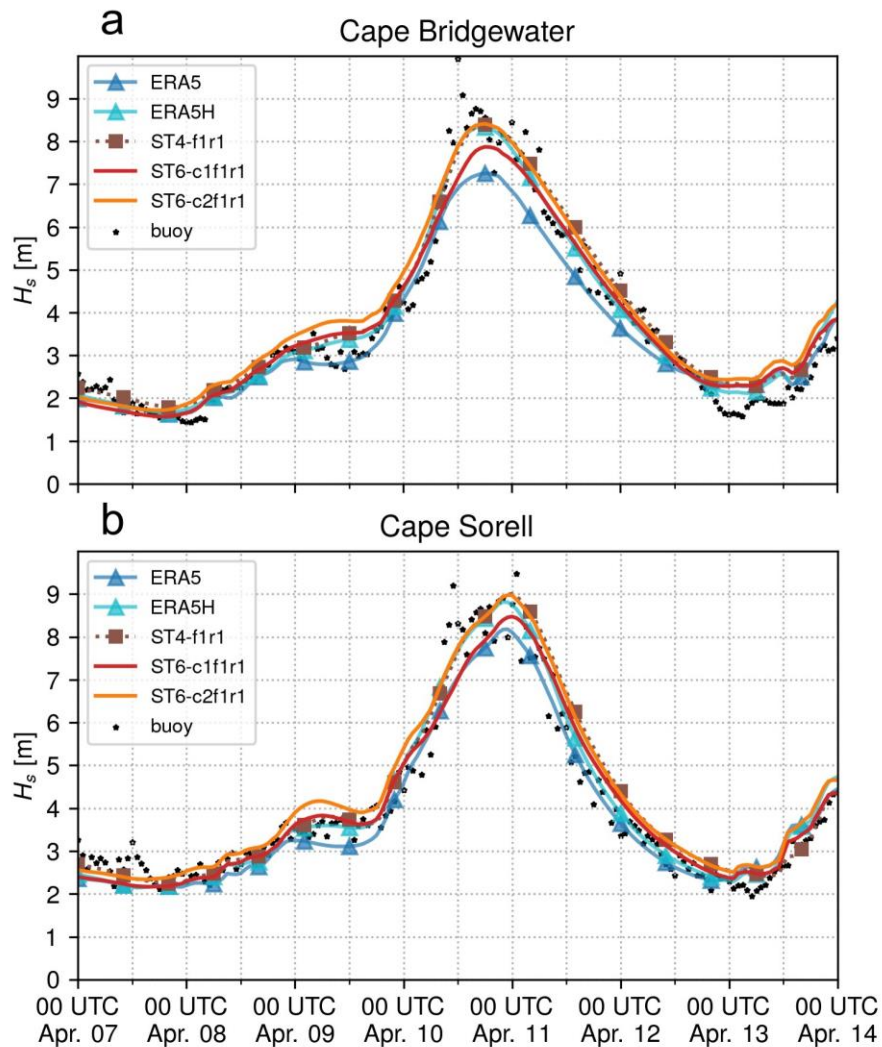 a
Cape Bridgewater
ERA5
ERA5H
ST4-f1r1
ST6-c1f1r1
ST6-c2f1r1
buoy
9
8
7
6
5
4
3
2
1
0
Hs [m]
b
Cape Sorell
ERA5
ERA5H
ST4-f1r1
ST6-c1f1r1
ST6-c2f1r1
buoy
9
8
7
6
5
4
3
2
1
0
Hs [m]
00 UTC 00 UTC 00 UTC 00 UTC 00 UTC 00 UTC 00 UTC 00 UTC
Apr. 07 Apr. 08 Apr. 09 Apr. 10 Apr. 11 Apr. 12 Apr. 13 Apr. 14